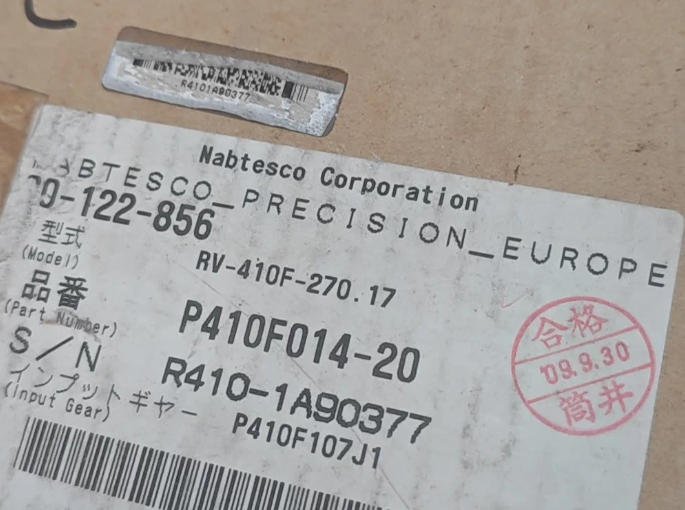 R4101A90377
Nabtesco Corporation
NABTESCO_PRECISION_EUROPE
0-122-856
型式
(Model) RV-410F-270.17
品番
(Part Number) P410F014-20
S/N R410-1A90377
インプットギヤー
(Input Gear) P410F107J1
合格
'09.9.30
筒井